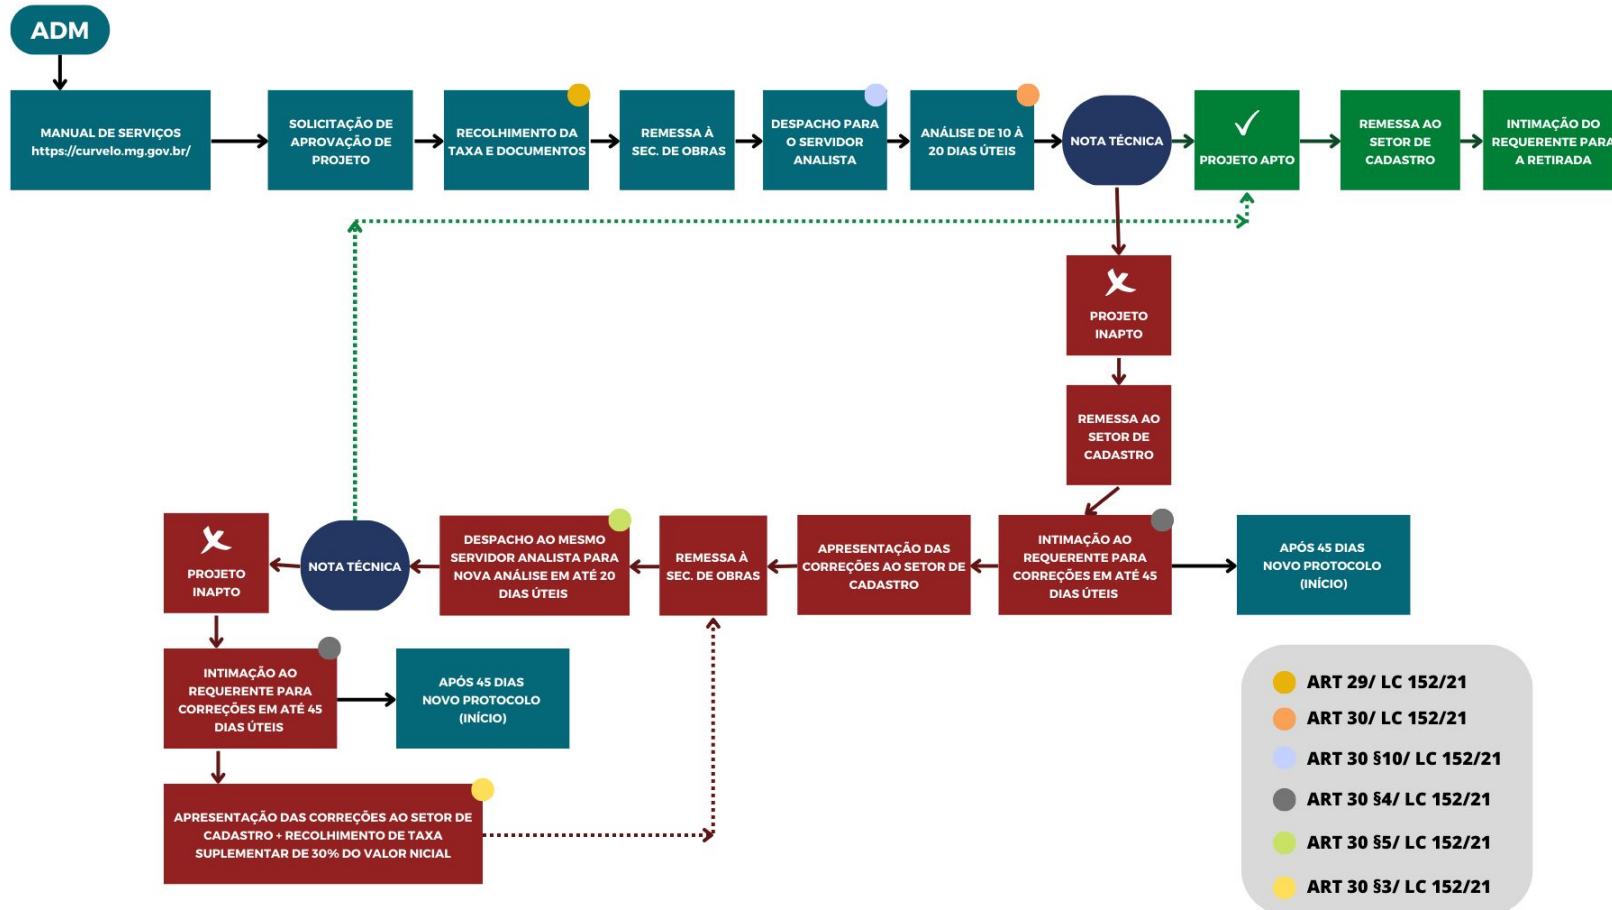 ADM
MANUAL DE SERVIÇOS
https://curvelo.mg.gov.br/
SOLICITAÇÃO DE
APROVAÇÃO DE
PROJETO
RECOLHIMENTO DA
TAXA E DOCUMENTOS
REMESSA À
SEC. DE OBRAS
DESPACHO PARA
O SERVIDOR
ANALISTA
ANÁLISE DE 10 À
20 DIAS ÚTEIS
NOTA TÉCNICA
PROJETO APTO
REMESSA AO
SETOR DE
CADASTRO
INTIMAÇÃO DO
REQUERENTE PARA
A RETIRADA
PROJETO
INAPTO
REMESSA AO
SETOR DE
CADASTRO
INTIMAÇÃO AO
REQUERENTE PARA
CORREÇÕES EM ATÉ 45
DIAS ÚTEIS
APÓS 45 DIAS
NOVO PROTOCOLO
(INÍCIO)
APRESENTAÇÃO DAS
CORREÇÕES AO SETOR DE
CADASTRO
REMESSA À
SEC. DE OBRAS
DESPACHO AO MESMO
SERVIDOR ANALISTA PARA
NOVA ANÁLISE EM ATÉ 20
DIAS ÚTEIS
NOTA TÉCNICA
PROJETO
INAPTO
INTIMAÇÃO AO
REQUERENTE PARA
CORREÇÕES EM ATÉ 45
DIAS ÚTEIS
APÓS 45 DIAS
NOVO PROTOCOLO
(INÍCIO)
APRESENTAÇÃO DAS CORREÇÕES AO SETOR DE
CADASTRO + RECOLHIMENTO DE TAXA
SUPLEMENTAR DE 30% DO VALOR NICIAL
ART 29/ LC 152/21
ART 30/ LC 152/21
ART 30 §10/ LC 152/21
ART 30 §4/ LC 152/21
ART 30 §5/ LC 152/21
ART 30 §3/ LC 152/21